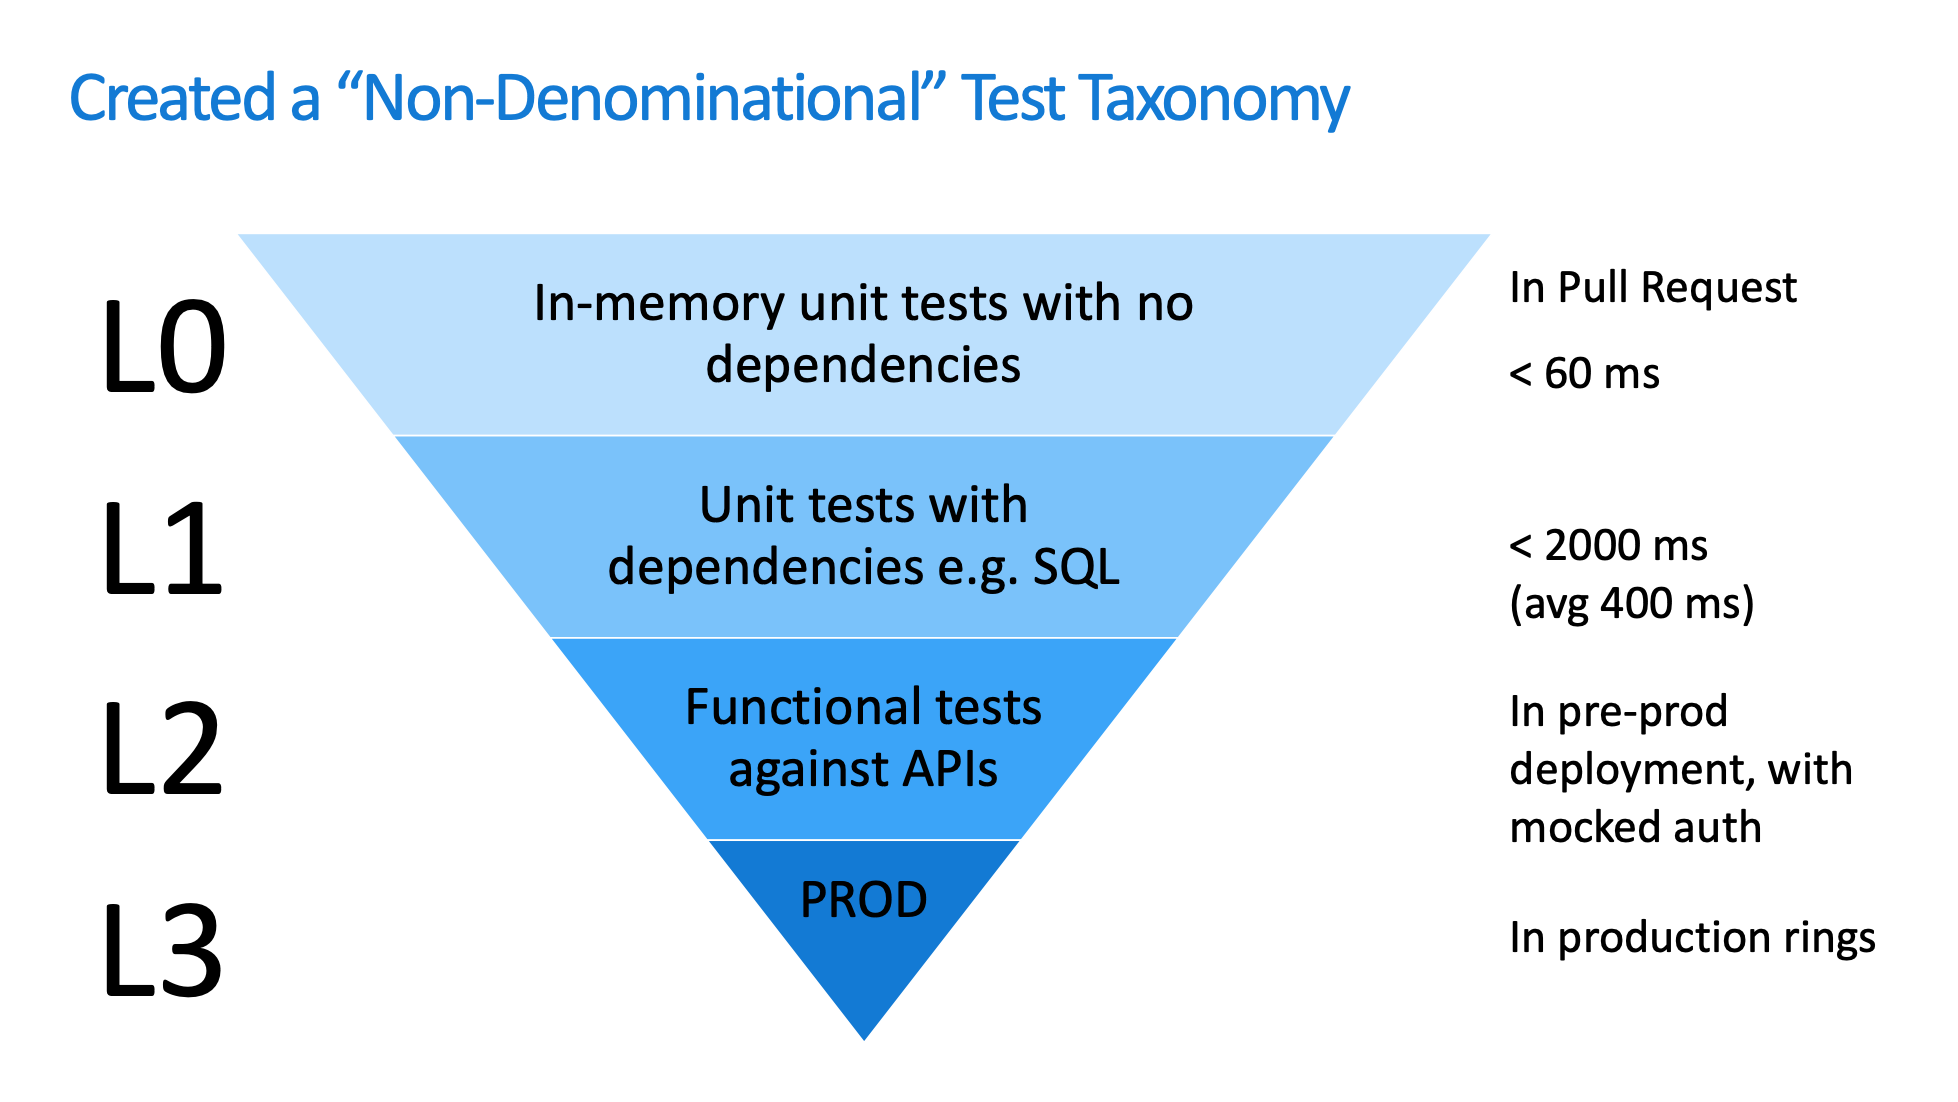 Created a “Non-Denominational” Test Taxonomy
L0
In-memory unit tests with no
dependencies
In Pull Request
< 60 ms
L1
Unit tests with
dependencies e.g. SQL
< 2000 ms
(avg 400 ms)
L2
Functional tests
against APIs
In pre-prod
deployment, with
mocked auth
L3
PROD
In production rings